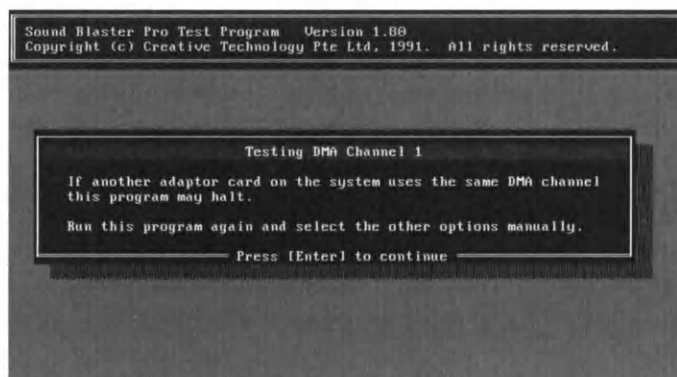 Sound Blaster Pro Test Program Version 1.80
Copyright (c) Creative Technology Pte Ltd, 1991. All rights reserved.
Testing DMA Channel 1
If another adaptor card on the system uses the same DMA channel
this program may halt.
Run this program again and select the other options manually.
Press [Enter] to continue